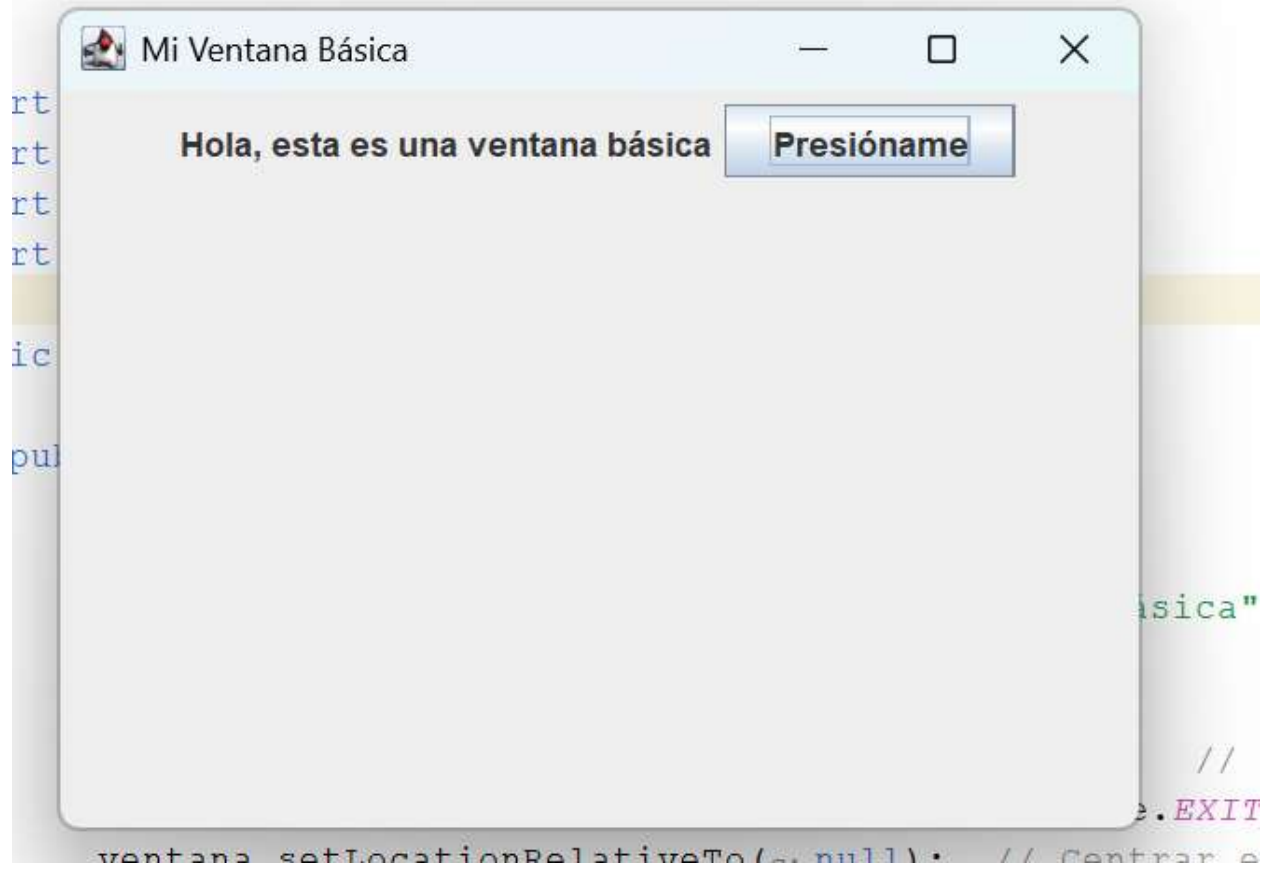 Mi Ventana Básica
rt
rt
Hola, esta es una ventana básica Presióname
rt
rt
ic
pub
ásica"
//
e.EXIT
ventana.setLocationRelativeTo(c: null); // Centrar e